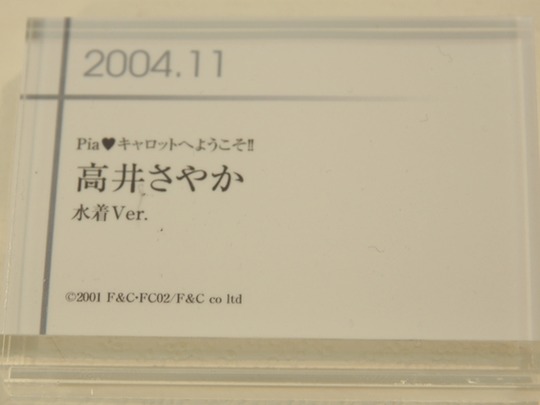 2004.11
Pia♥キャロットへようこそ!!
高井さやか
水着Ver.
©2001 F&C・FC02/F&C co ltd